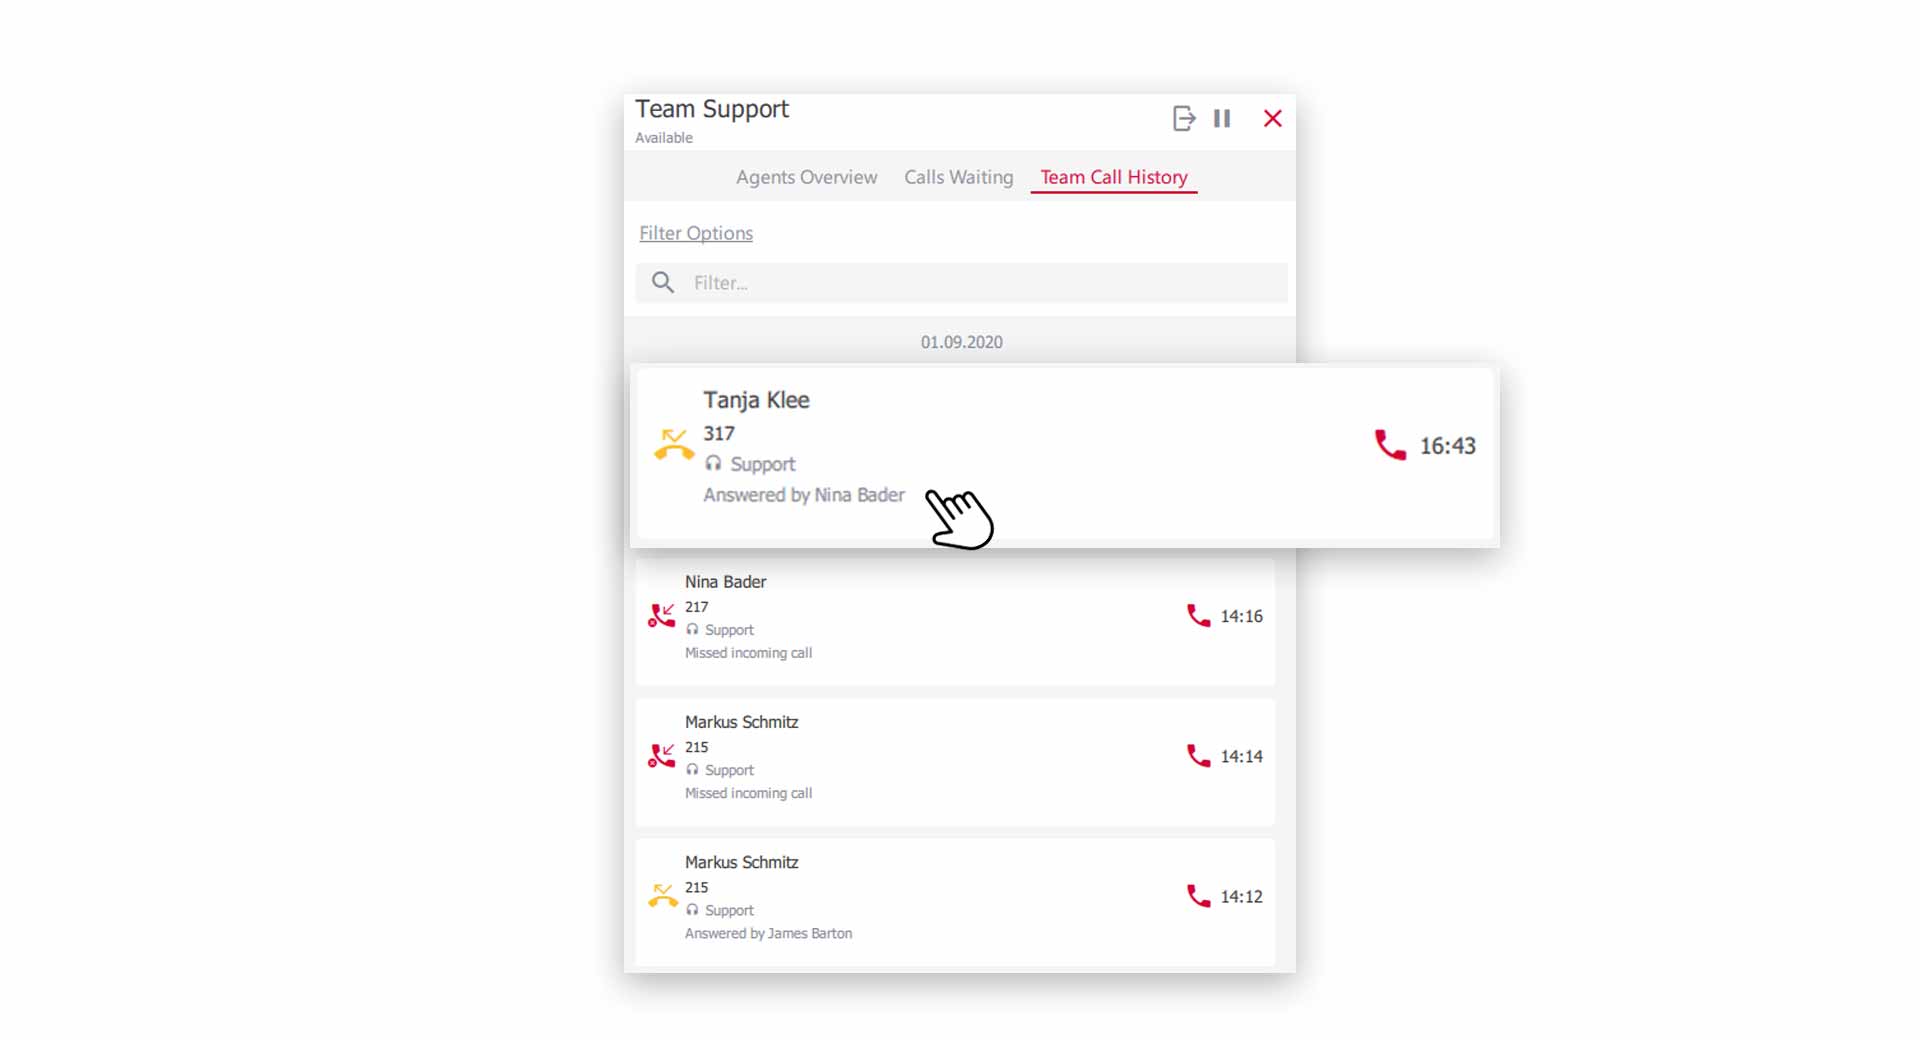 Team Support
Available
Agents Overview Calls Waiting Team Call History
Filter Options
Filter...
01.09.2020
Tanja Klee
317
Support
Answered by Nina Bader
16:43
Nina Bader
217
Support
Missed incoming call
14:16
Markus Schmitz
215
Support
Missed incoming call
14:14
Markus Schmitz
215
Support
Answered by James Barton
14:12